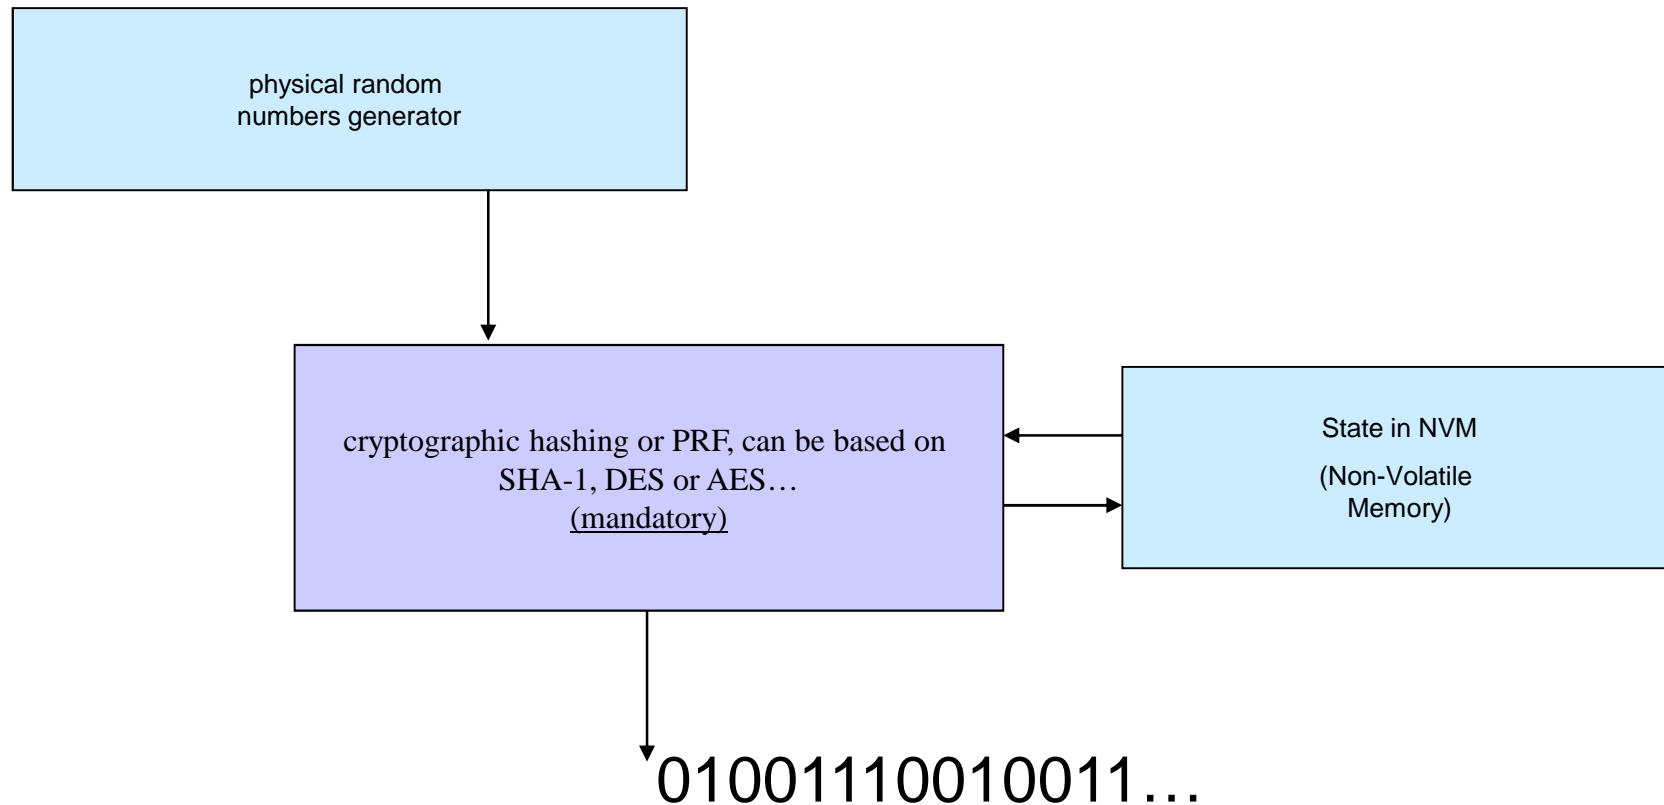 physical random
numbers generator
cryptographic hashing or PRF, can be based on
SHA-1, DES or AES…
(mandatory)
State in NVM
(Non-Volatile
Memory)
01001110010011…